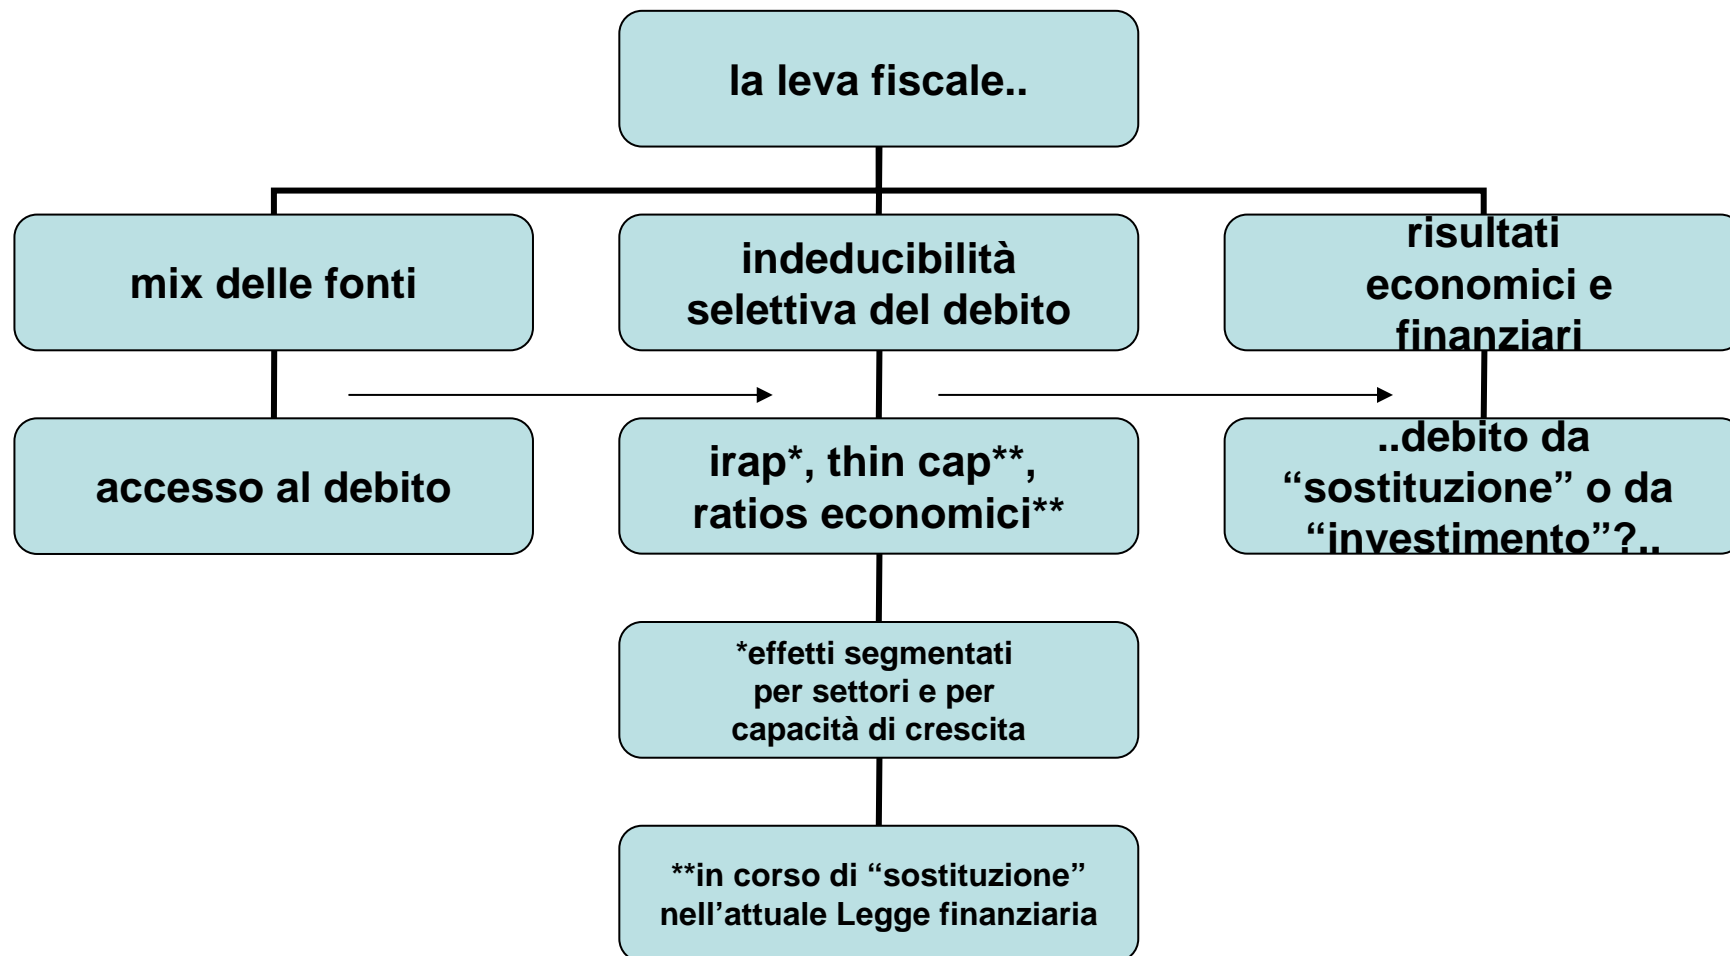 la leva fiscale..
mix delle fonti
indeducibilità
selettiva del debito
risultati
economici e
finanziari
accesso al debito
irap*, thin cap**,
ratios economici**
..debito da
“sostituzione” o da
“investimento”?..
*effetti segmentati
per settori e per
capacità di crescita
**in corso di “sostituzione”
nell’attuale Legge finanziaria